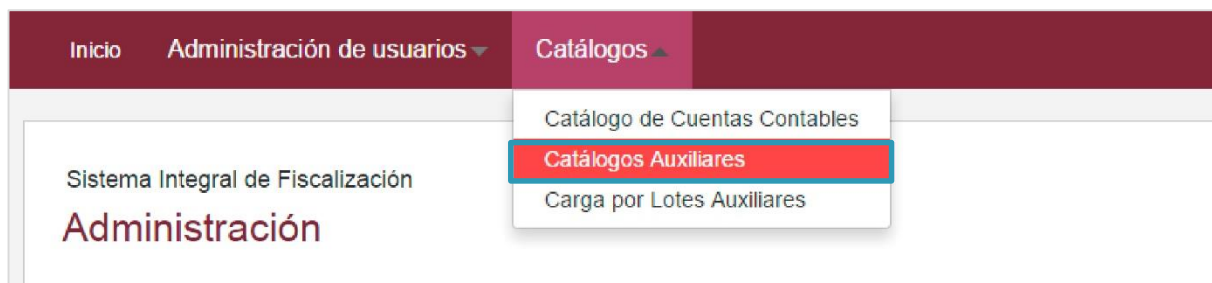 Inicio Administración de usuarios Catálogos
Catálogo de Cuentas Contables
Catálogos Auxiliares
Carga por Lotes Auxiliares
Sistema Integral de Fiscalización
Administración